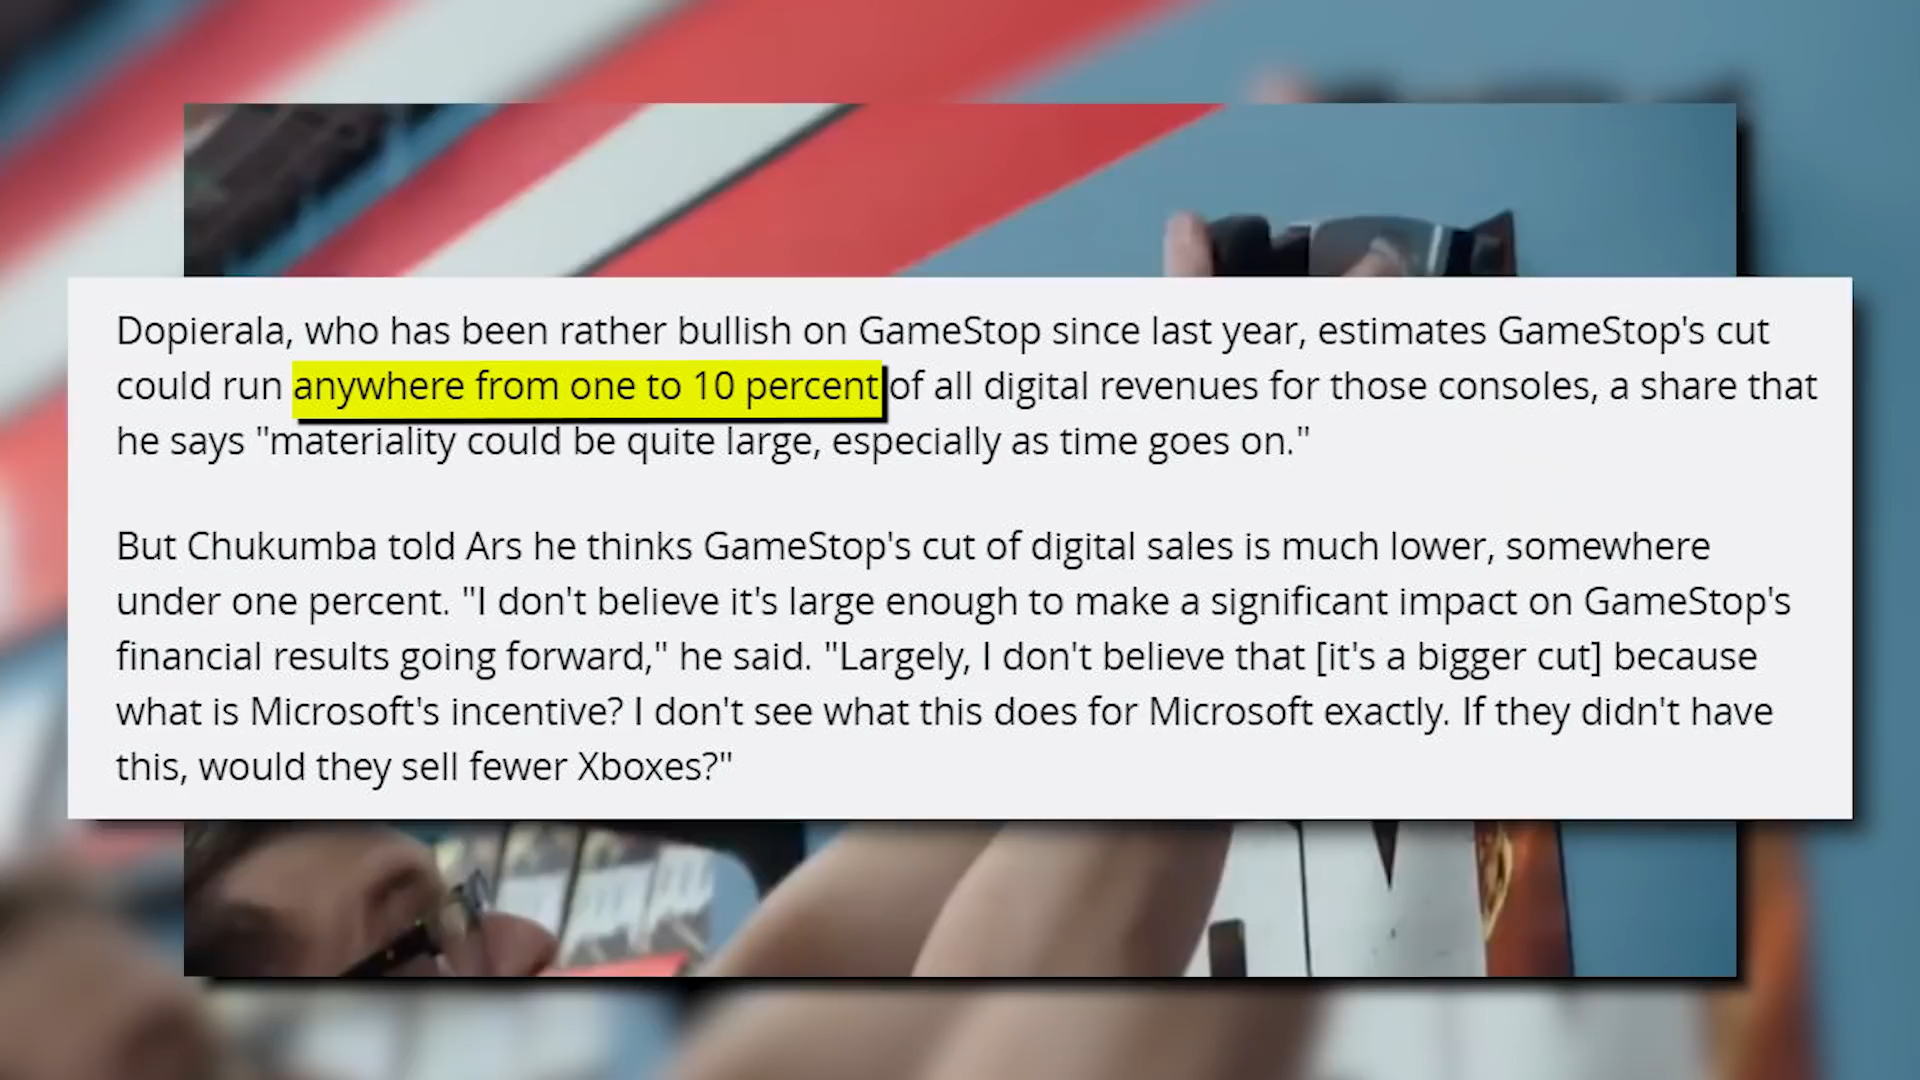 Dopierala, who has been rather bullish on GameStop since last year, estimates GameStop's cut
could run anywhere from one to 10 percent of all digital revenues for those consoles, a share that
he says "materiality could be quite large, especially as time goes on."
But Chukumba told Ars he thinks GameStop's cut of digital sales is much lower, somewhere
under one percent. "I don't believe it's large enough to make a significant impact on GameStop's
financial results going forward," he said. "Largely, I don't believe that [it's a bigger cut] because
what is Microsoft's incentive? I don't see what this does for Microsoft exactly. If they didn't have
this, would they sell fewer Xboxes?"